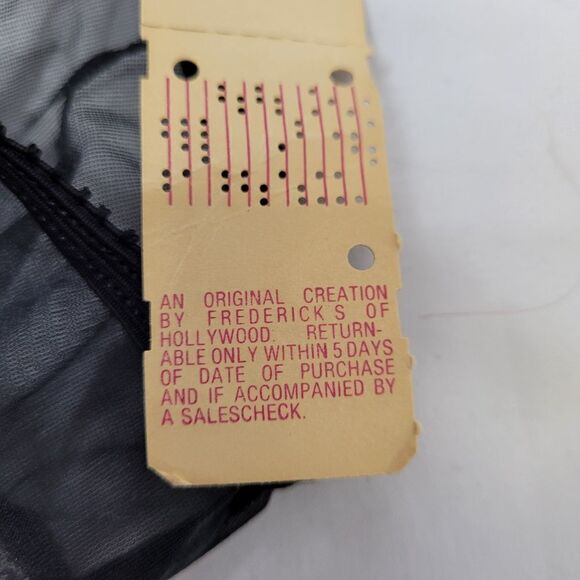 AN ORIGINAL CREATION
BY FREDERICK'S OF
HOLLYWOOD. RETURN-
ABLE ONLY WITHIN 5 DAYS
OF DATE OF PURCHASE
AND IF ACCOMPANIED BY
A SALESCHECK.